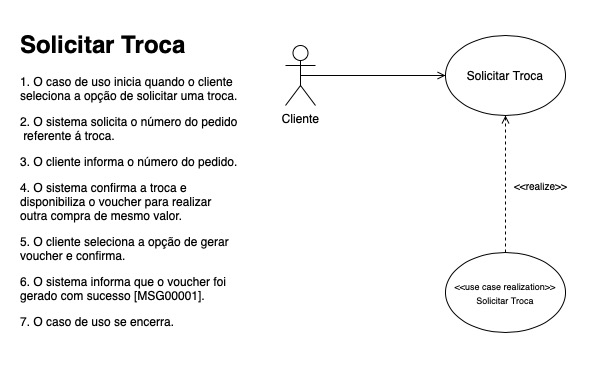 Solicitar Troca
1. O caso de uso inicia quando o cliente
seleciona a opção de solicitar uma troca.
2. O sistema solicita o número do pedido
referente á troca.
3. O cliente informa o número do pedido.
4. O sistema confirma a troca e
disponibiliza o voucher para realizar
outra compra de mesmo valor.
5. O cliente seleciona a opção de gerar
voucher e confirma.
6. O sistema informa que o voucher foi
gerado com sucesso [MSG00001].
7. O caso de uso se encerra.
Cliente
Solicitar Troca
<<realize>>
<<use case realization>>
Solicitar Troca